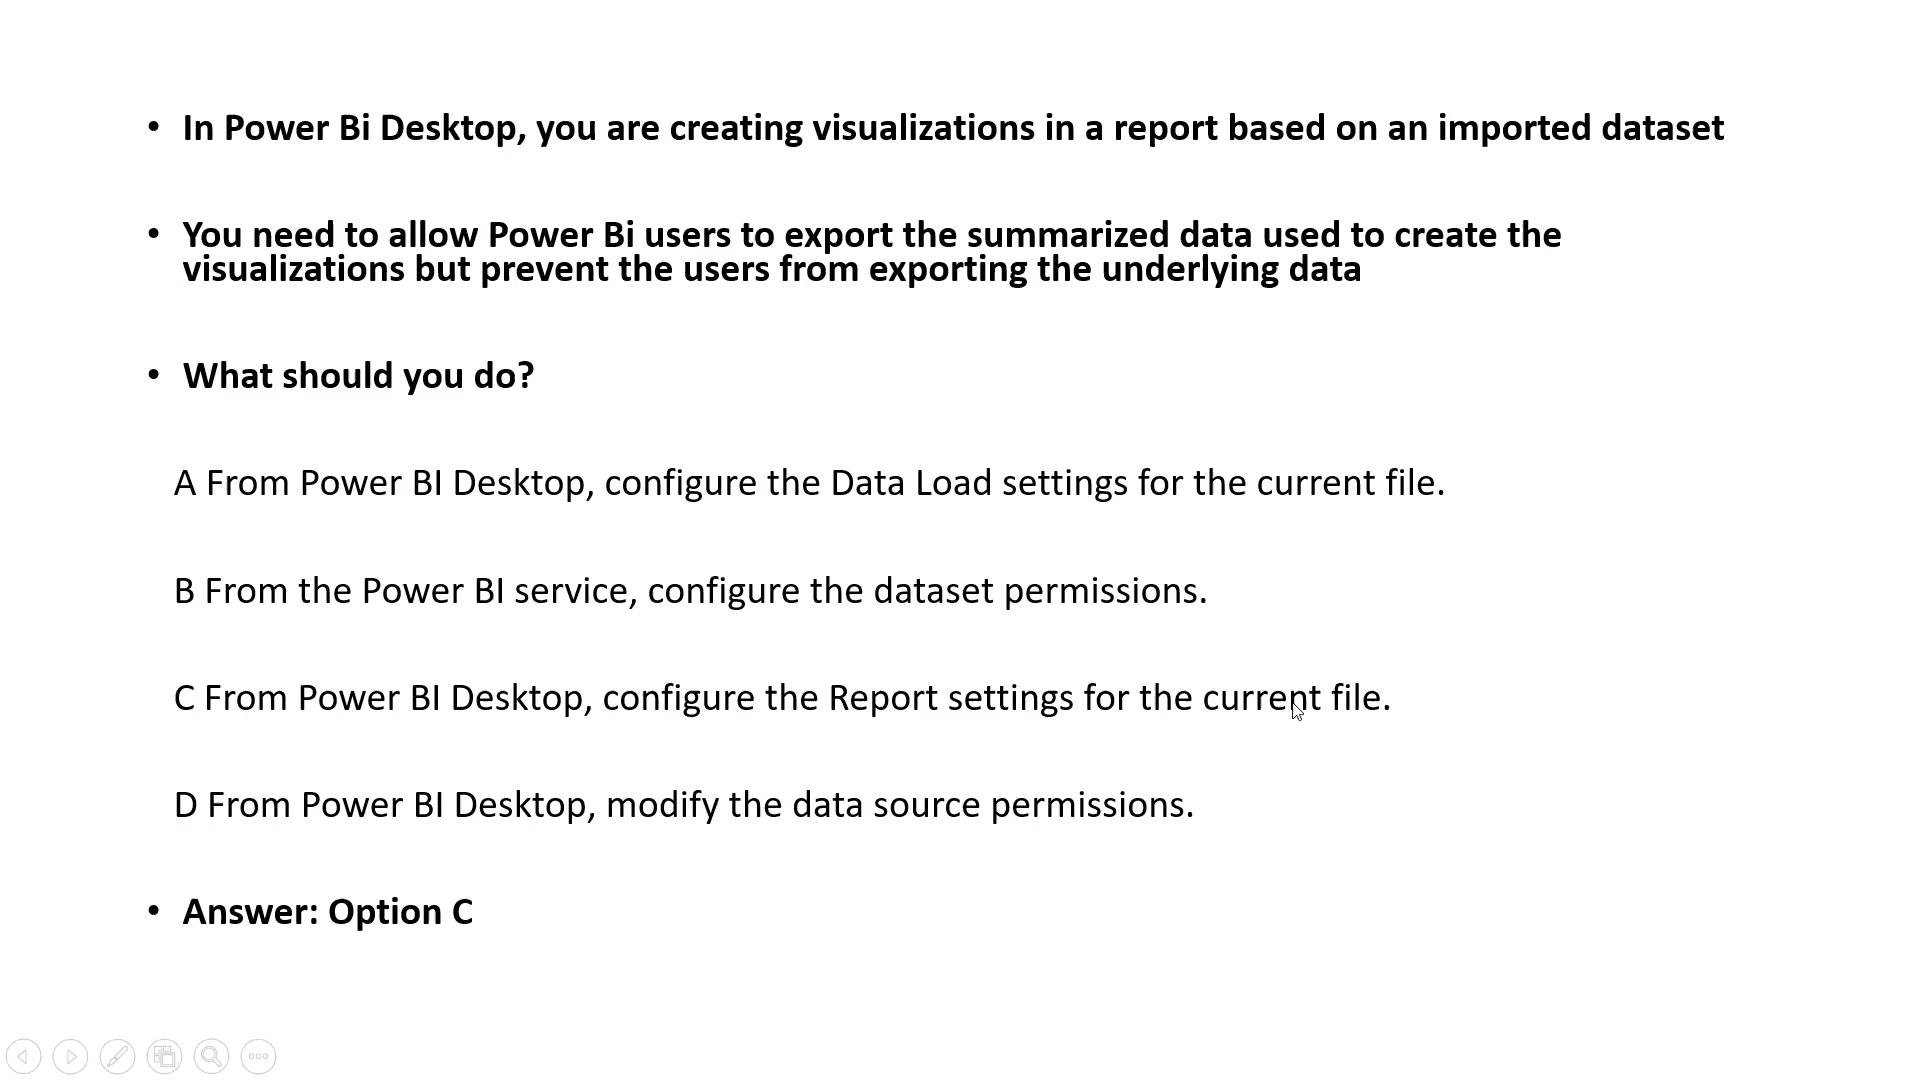 • In Power Bi Desktop, you are creating visualizations in a report based on an imported dataset
• You need to allow Power Bi users to export the summarized data used to create the
visualizations but prevent the users from exporting the underlying data
• What should you do?
A From Power BI Desktop, configure the Data Load settings for the current file.
B From the Power BI service, configure the dataset permissions.
C From Power BI Desktop, configure the Report settings for the current file.
D From Power BI Desktop, modify the data source permissions.
• Answer: Option C